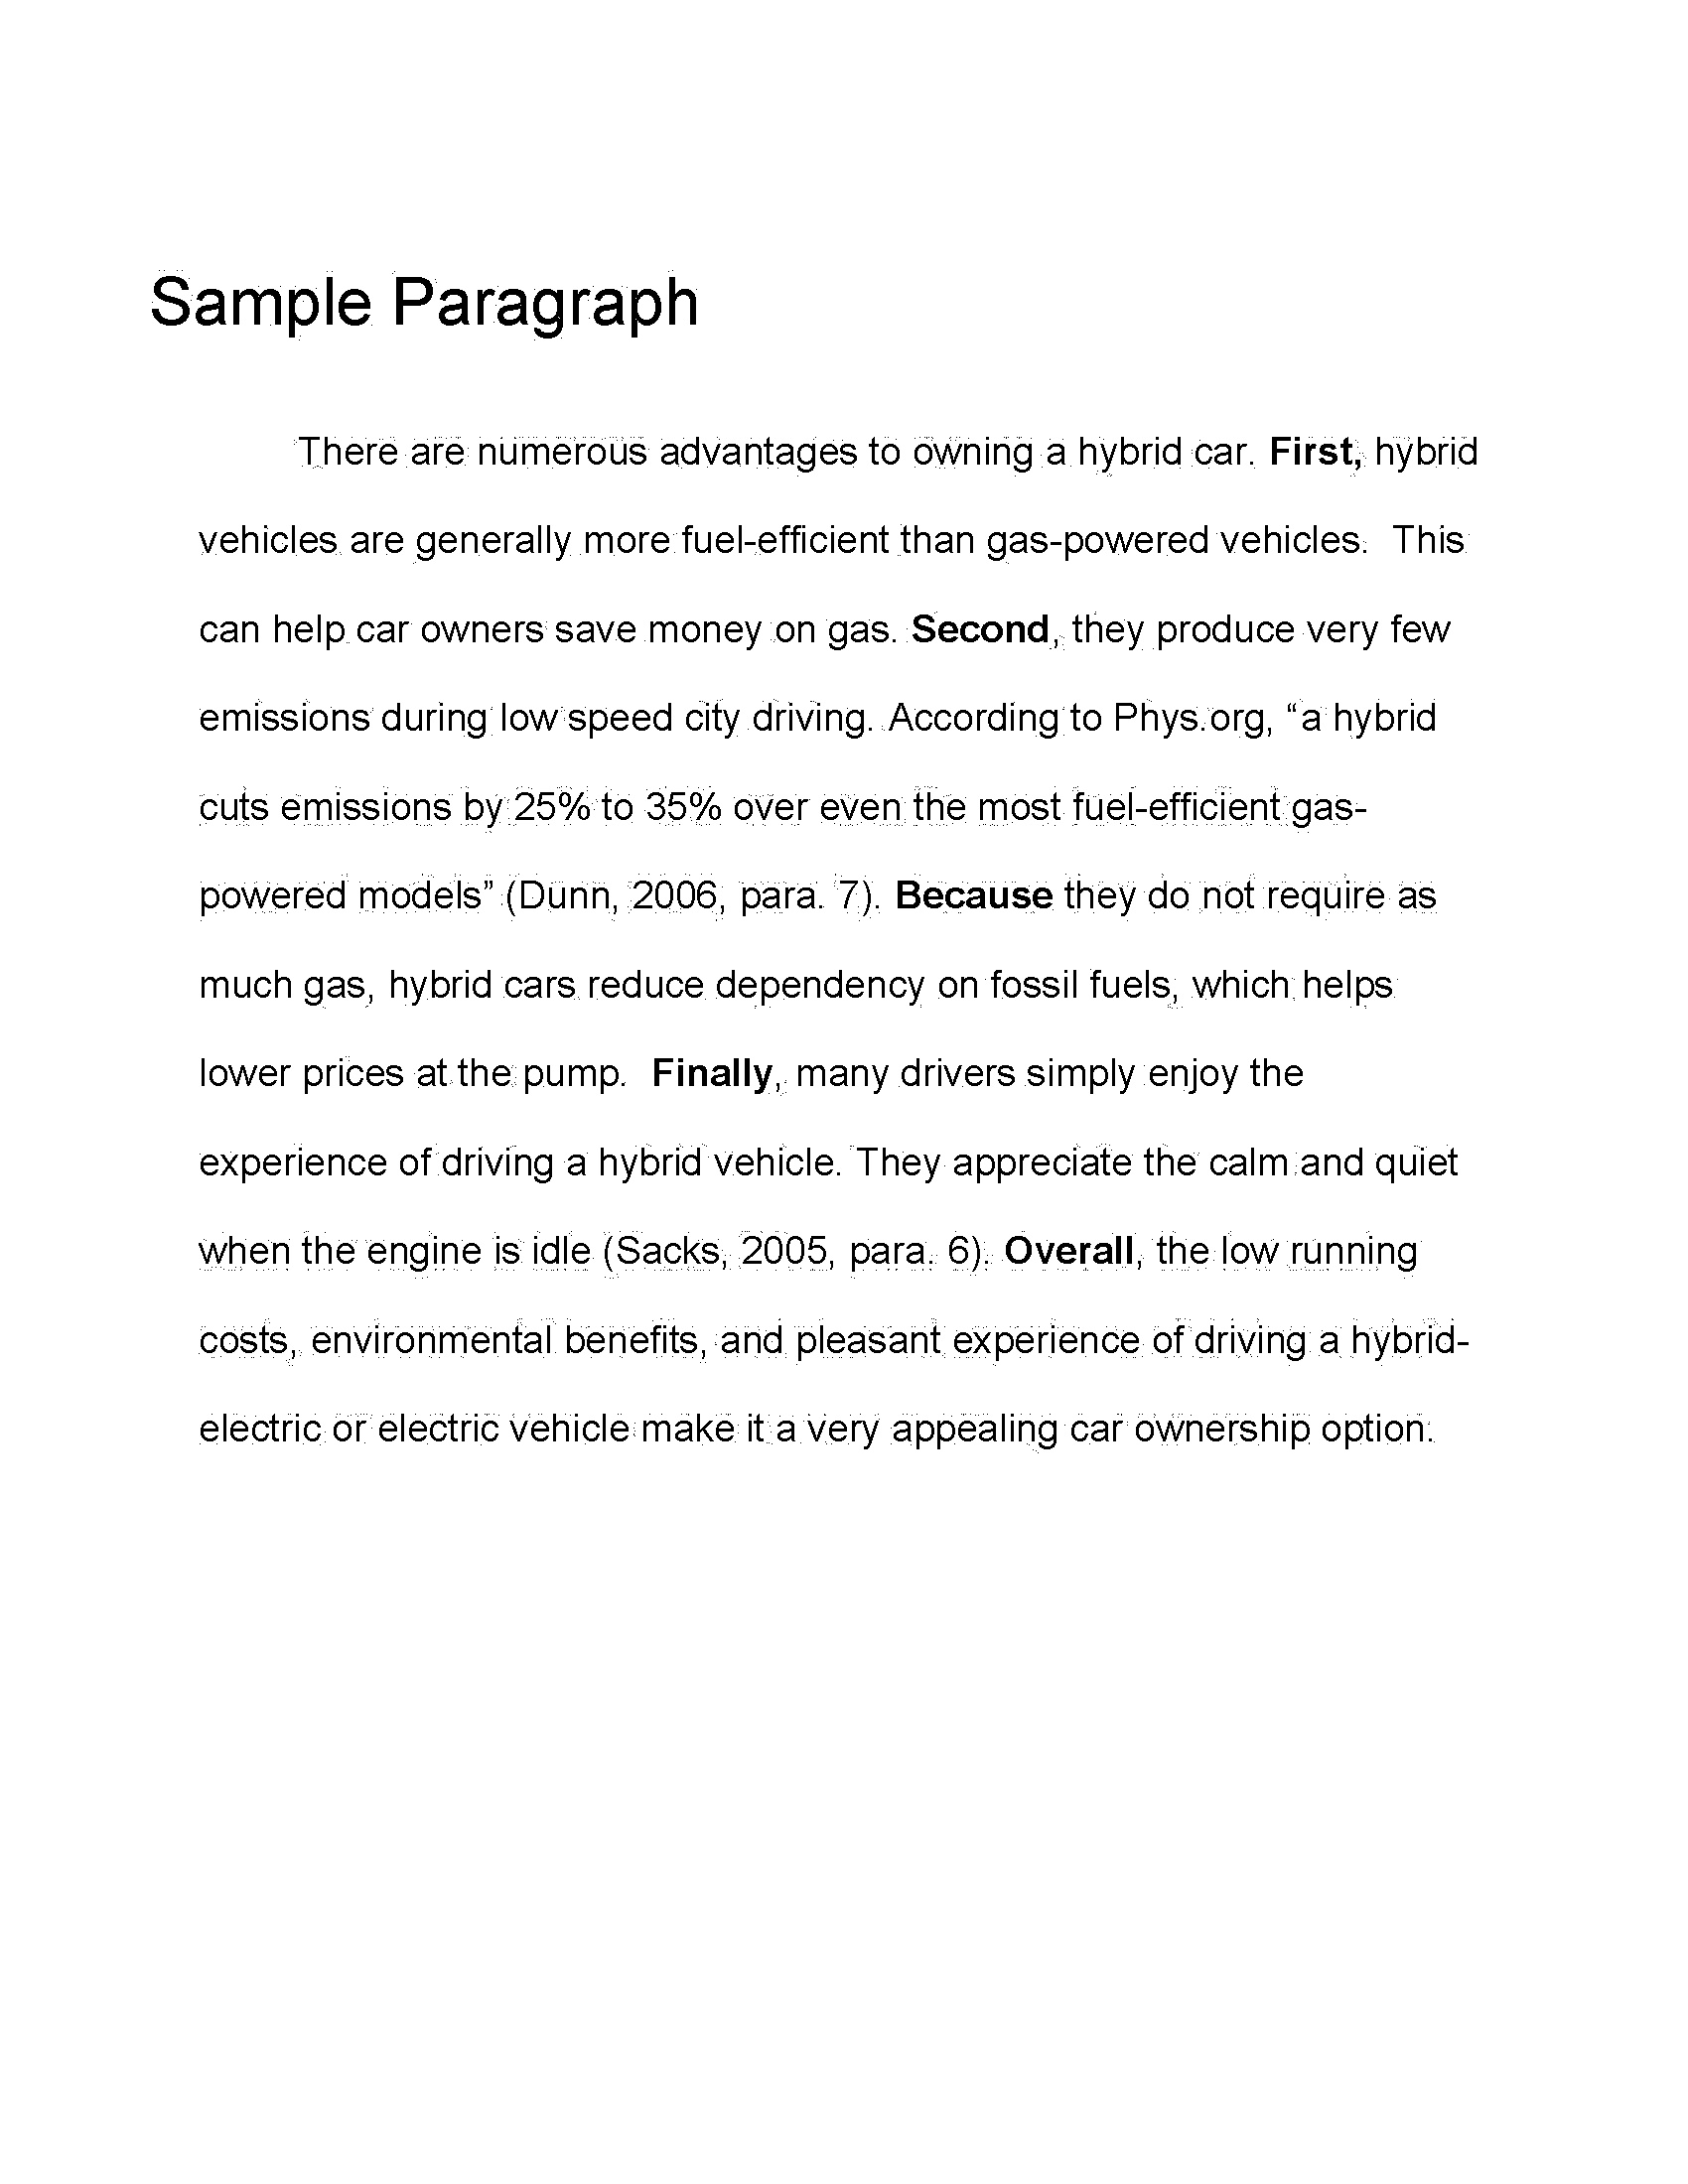 Sample Paragraph
There are numerous advantages to owning a hybrid car. First, hybrid
vehicles are generally more fuel-efficient than gas-powered vehicles.  This
can help car owners save money on gas. Second, they produce very few
emissions during low speed city driving. According to Phys.org, “a hybrid
cuts emissions by 25% to 35% over even the most fuel-efficient gas-
powered models” (Dunn, 2006, para. 7). Because they do not require as
much gas, hybrid cars reduce dependency on fossil fuels, which helps
lower prices at the pump.  Finally, many drivers simply enjoy the
experience of driving a hybrid vehicle. They appreciate the calm and quiet
when the engine is idle (Sacks, 2005, para. 6). Overall, the low running
costs, environmental benefits, and pleasant experience of driving a hybrid-
electric or electric vehicle make it a very appealing car ownership option.